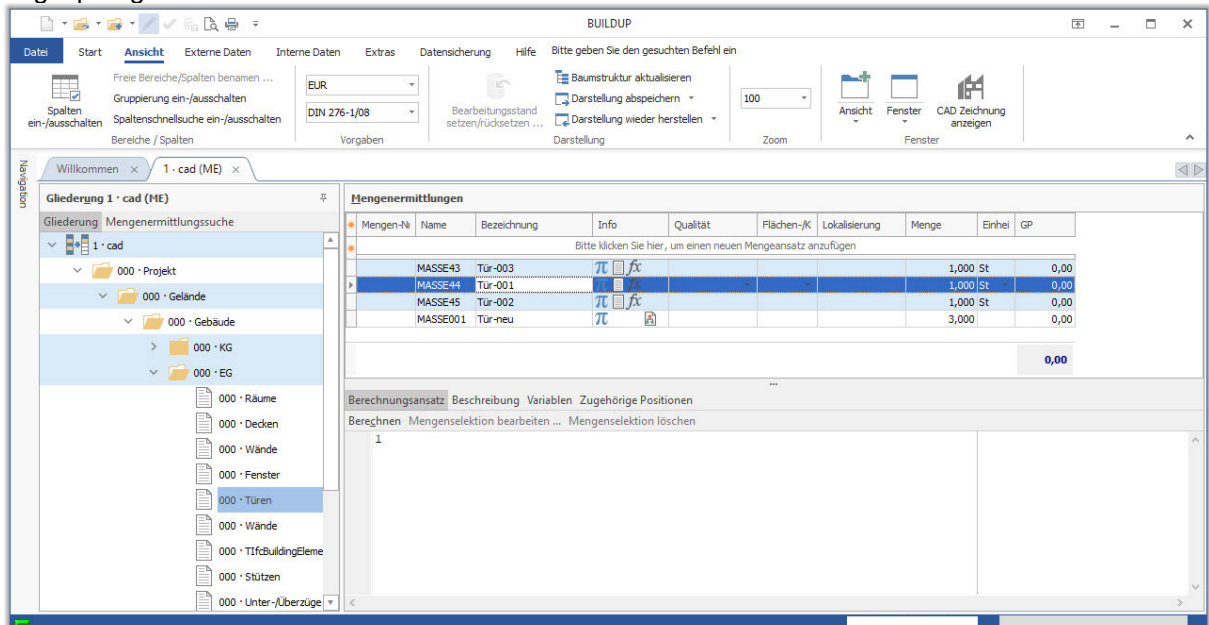 BUILDUP
Datei Start Ansicht Externe Daten Interne Daten Extras Datensicherung Hilfe Bitte geben Sie den gesuchten Befehl ein
Spalten ein-/ausschalten
Freie Bereiche/Spalten benamen ...
Gruppierung ein-/ausschalten
Spaltenschnellsuche ein-/ausschalten
Bereiche / Spalten
EUR
DIN 276-1/08
Vorgaben
Bearbeitungsstand
setzen/rücksetzen ...
Baumstruktur aktualisieren
Darstellung abspeichern
Darstellung wieder herstellen
Darstellung
100
Zoom
Ansicht
Fenster
CAD Zeichnung
anzeigen
Fenster
Navigation
Willkommen
1 · cad (ME)
Gliederung 1 · cad (ME)
Gliederung Mengenermittlungssuche
1 · cad
000 · Projekt
000 · Gelände
000 · Gebäude
000 · KG
000 · EG
000 · Räume
000 · Decken
000 · Wände
000 · Fenster
000 · Türen
000 · Wände
000 · TIfcBuildingEleme
000 · Stützen
000 · Unter-/Überzüge
Mengenermittlungen
Mengen-N Name Bezeichnung Info Qualität Flächen-/K Lokalisierung Menge Einhei GP
Bitte klicken Sie hier, um einen neuen Mengeansatz anzufügen
MASSE43 Tür-003 π fx 1,000 St 0,00
MASSE44 Tür-001 π fx 1,000 St 0,00
MASSE45 Tür-002 π fx 1,000 St 0,00
MASSE001 Tür-neu π 3,000 0,00
0,00
Berechnungsansatz Beschreibung Variablen Zugehörige Positionen
Berechnen Mengenselektion bearbeiten ... Mengenselektion löschen
1